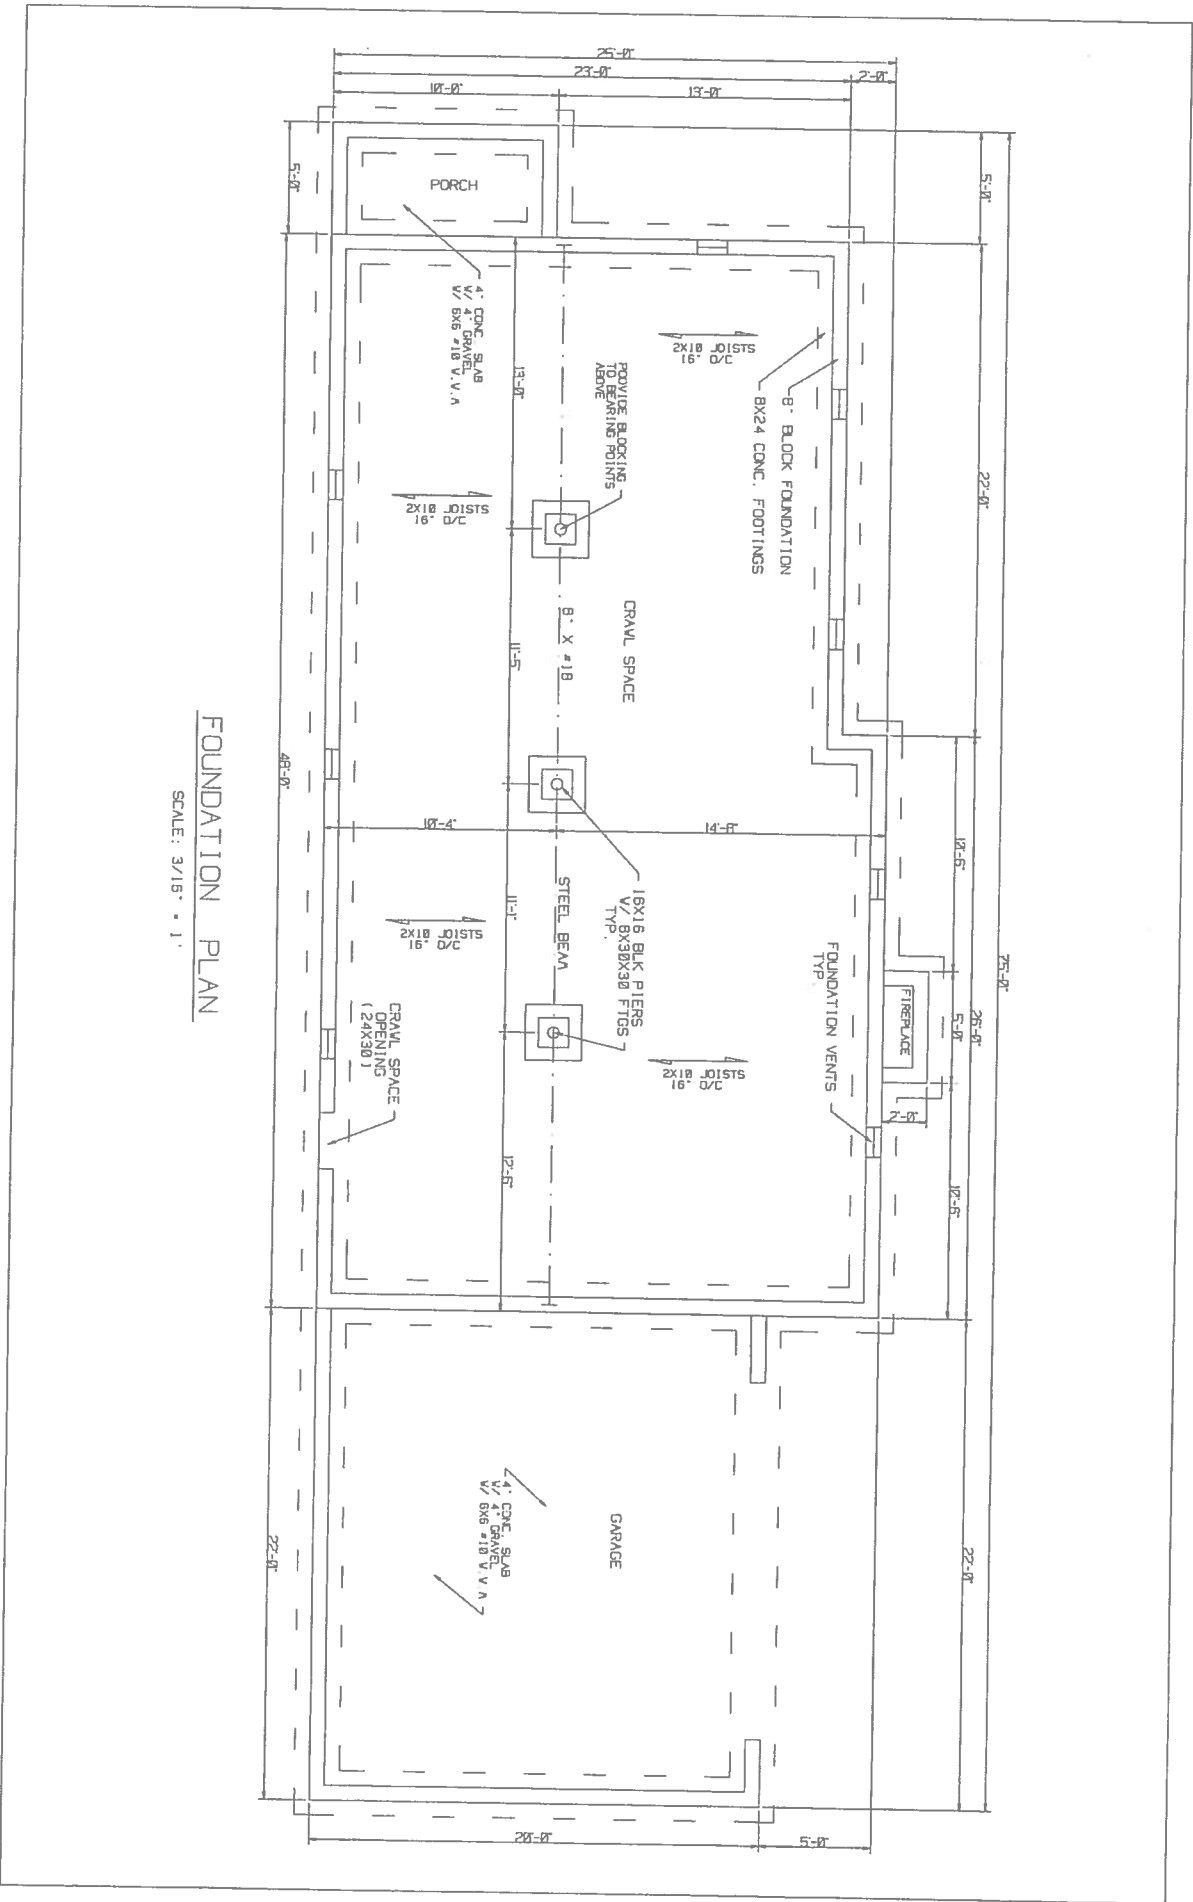 FOUNDATION PLAN
SCALE: 3/16" = 1'
25'-0"
23'-0"
2'-0"
10'-0"
13'-0"
5'-0"
5'-0"
75'-0"
22'-0"
26'-0"
22'-0"
10'-6"
5'-0"
10'-6"
2'-0"
48'-0"
22'-0"
20'-0"
5'-0"
13'-0"
11'-5"
11'-1"
12'-6"
10'-4"
14'-8"
PORCH
4" CONC. SLAB
W/ 4" GRAVEL
W/ 6X6 #10 W.W.M
2X10 JOISTS
16" O/C
2X10 JOISTS
16" O/C
2X10 JOISTS
16" O/C
2X10 JOISTS
16" O/C
POOVIDE BLOCKING
TO BEARING POINTS
ABOVE
8" BLOCK FOUNDATION
8X24 CONC. FOOTINGS
CRAWL SPACE
8" X #18
STEEL BEAM
16X16 BLK PIERS
W/ 8X30X30 FTGS
TYP.
FOUNDATION VENTS
TYP
FIREPLACE
CRAWL SPACE
OPENING
(24X30)
GARAGE
4" CONC. SLAB
W/ 4" GRAVEL
W/ 6X6 #10 W.W.M